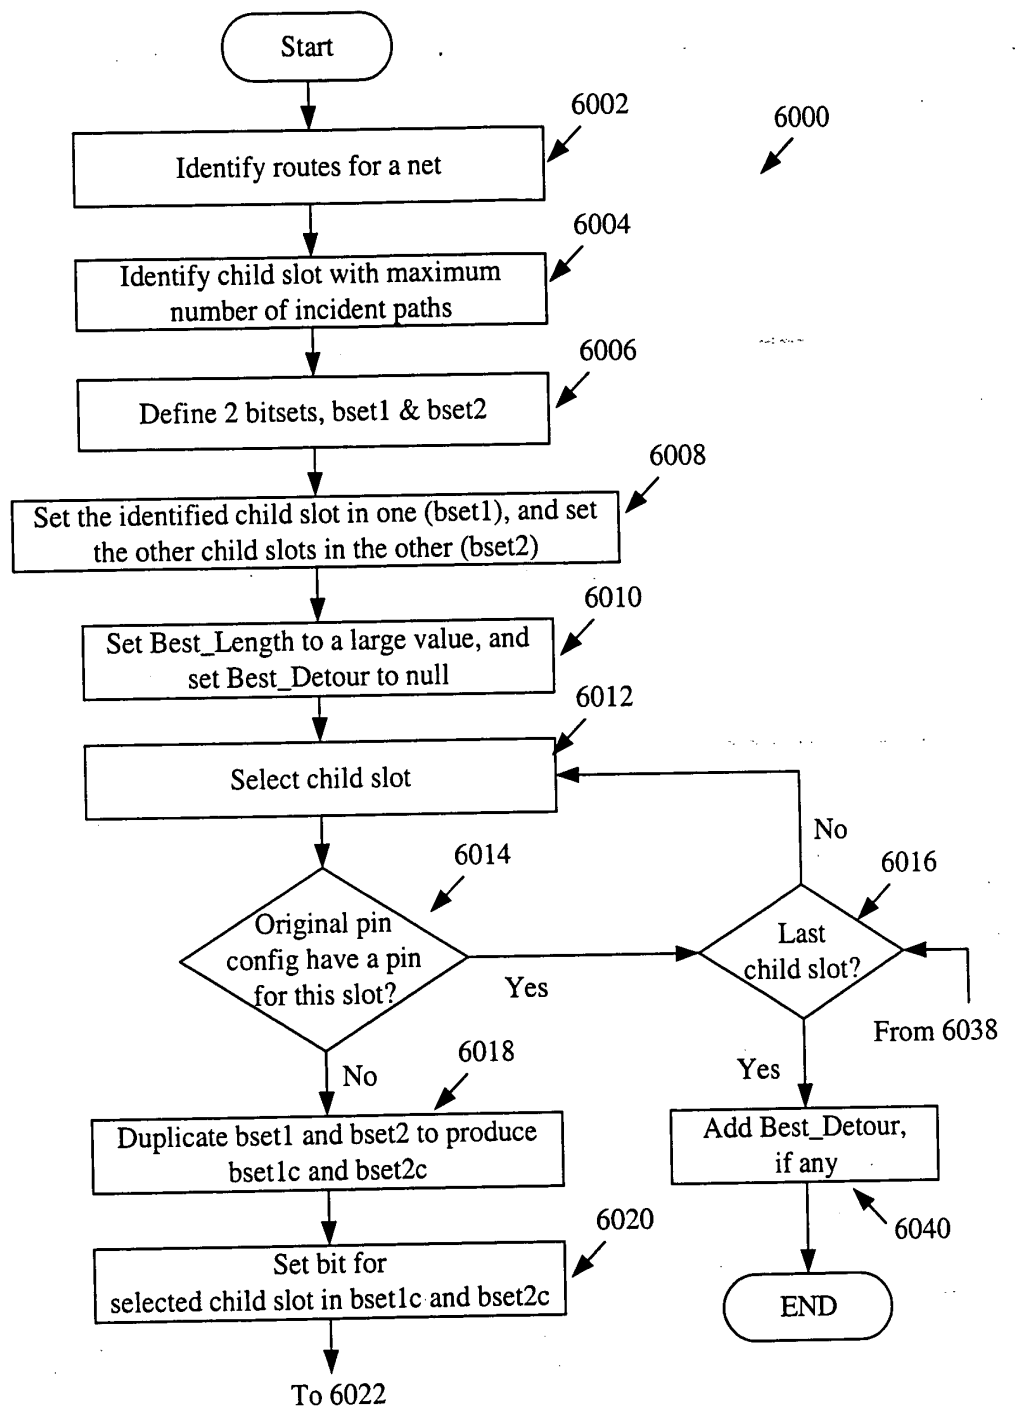 Start
6002
6000
Identify routes for a net
6004
Identify child slot with maximum
number of incident paths
6006
Define 2 bitsets, bset1 & bset2
6008
Set the identified child slot in one (bset1), and set
the other child slots in the other (bset2)
6010
Set Best_Length to a large value, and
set Best_Detour to null
6012
Select child slot
No
6014
6016
Original pin
config have a pin
for this slot?
Yes
Last
child slot?
From 6038
No
6018
Yes
Duplicate bset1 and bset2 to produce
bset1c and bset2c
Add Best_Detour,
if any
6020
6040
Set bit for
selected child slot in bset1c and bset2c
END
To 6022